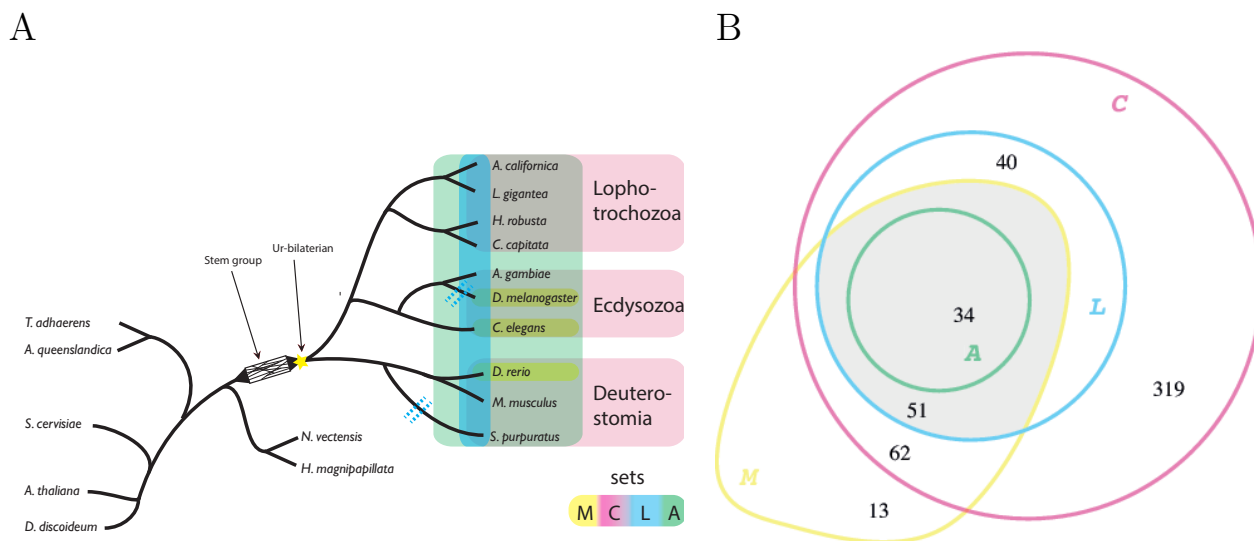 A
B
A. californica
L. gigantea
H. robusta
C. capitata
Lopho-
trochozoa
Ur-bilaterian
Stem group
A. gambiae
D. melanogaster
C. elegans
Ecdysozoa
T. adhaerens
A. queenslandica
D. rerio
M. musculus
S. purpuratus
Deutero-
stomia
S. cervisiae
N. vectensis
H. magnipapillata
A. thaliana
D. discoideum
sets
M C L A
C
40
L
34
A
319
51
62
M
13